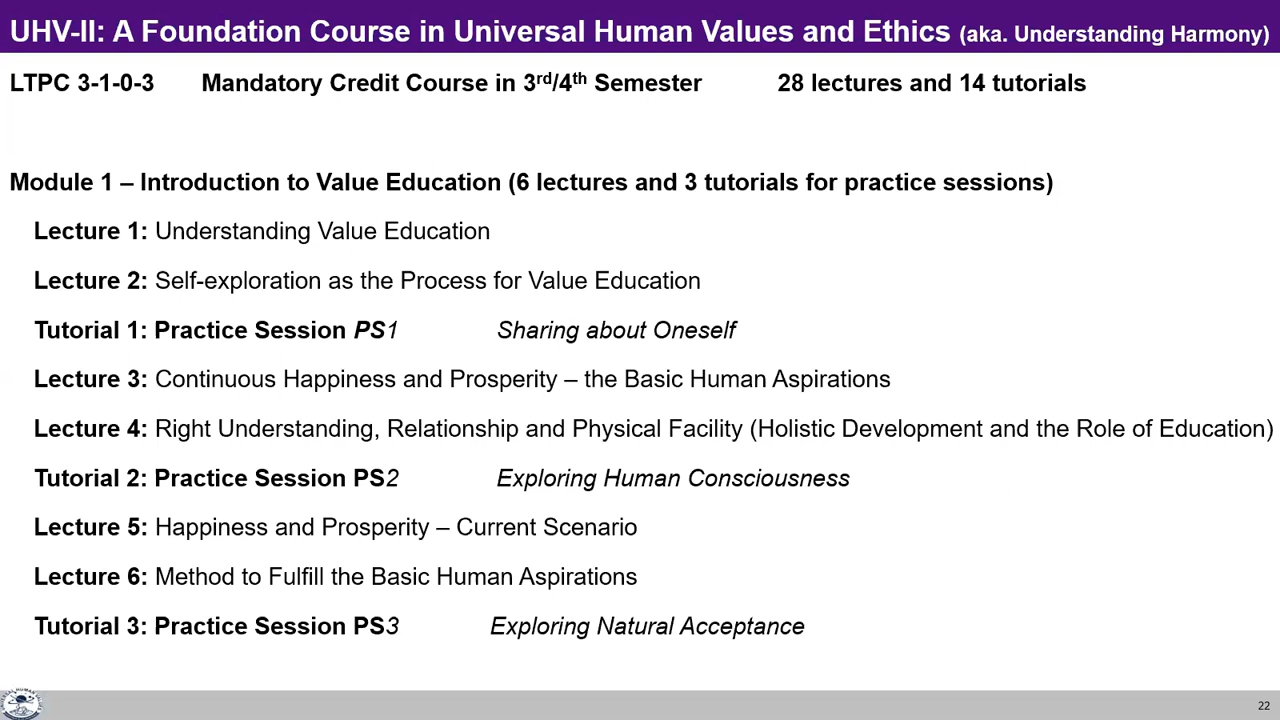 UHV-II: A Foundation Course in Universal Human Values and Ethics (aka. Understanding Harmony)
LTPC 3-1-0-3 Mandatory Credit Course in 3rd/4th Semester 28 lectures and 14 tutorials
Module 1 – Introduction to Value Education (6 lectures and 3 tutorials for practice sessions)
Lecture 1: Understanding Value Education
Lecture 2: Self-exploration as the Process for Value Education
Tutorial 1: Practice Session PS1 Sharing about Oneself
Lecture 3: Continuous Happiness and Prosperity – the Basic Human Aspirations
Lecture 4: Right Understanding, Relationship and Physical Facility (Holistic Development and the Role of Education)
Tutorial 2: Practice Session PS2 Exploring Human Consciousness
Lecture 5: Happiness and Prosperity – Current Scenario
Lecture 6: Method to Fulfill the Basic Human Aspirations
Tutorial 3: Practice Session PS3 Exploring Natural Acceptance
22